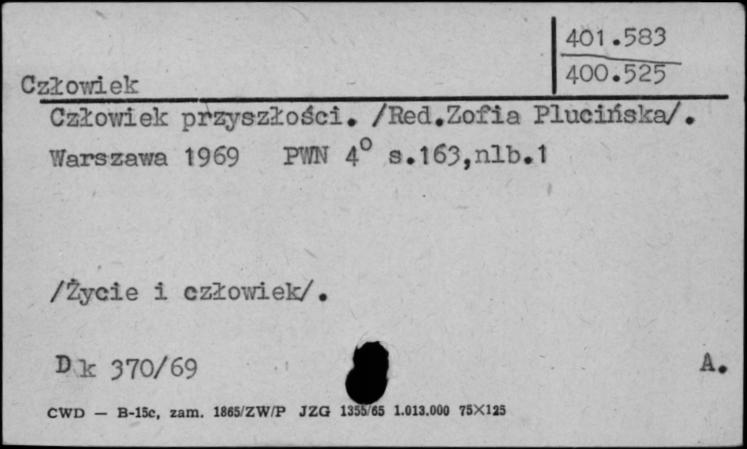 401.583
400.525
Człowiek
Człowiek przyszłości. /Red.Zofia Plucińska/.
Warszawa 1969 PWN 4° s.163,nlb.1
/Życie i człowiek/.
Dk 370/69
A.
CWD — B-15c, zam. 1865/ZW/P JZG 1355/65 1.013.000 75×125